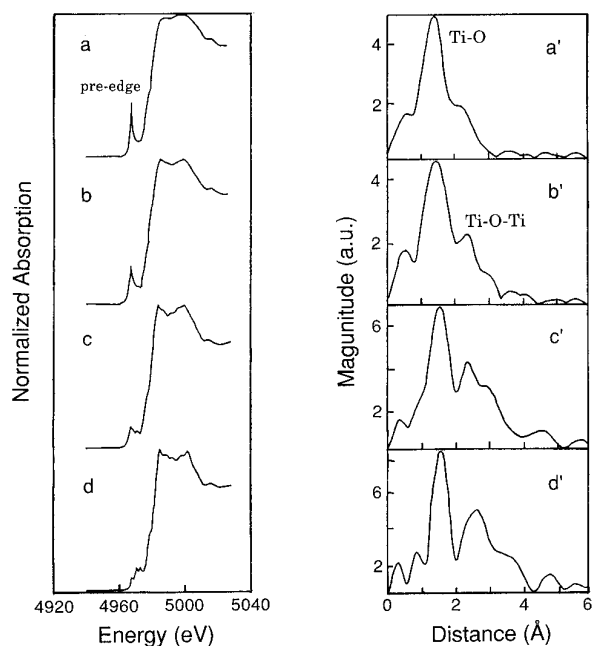 a
pre-edge
b
c
d
Normalized Absorption
4920
4960
5000
5040
Energy (eV)
a'
Ti-O
4
2
b'
Ti-O-Ti
4
2
c'
6
4
2
d'
6
2
Magunitude (a.u.)
0
2
4
6
Distance (Å)